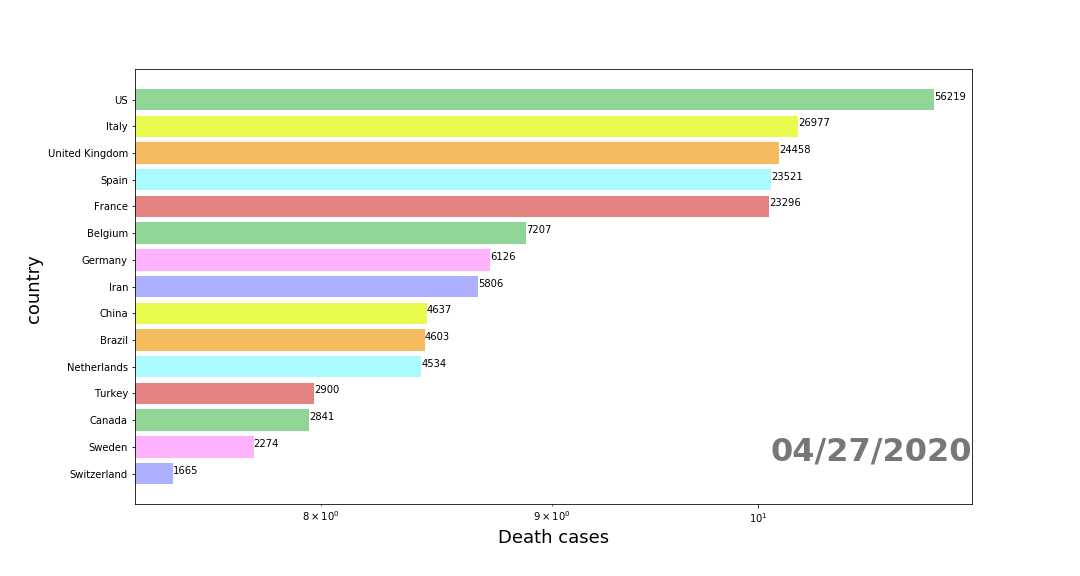 US 56219
Italy 26977
United Kingdom 24458
Spain 23521
France 23296
Belgium 7207
Germany 6126
Iran 5806
China 4637
Brazil 4603
Netherlands 4534
Turkey 2900
Canada 2841
Sweden 2274
Switzerland 1665
04/27/2020
country
8 × 10⁰ 9 × 10⁰ 10¹
Death cases